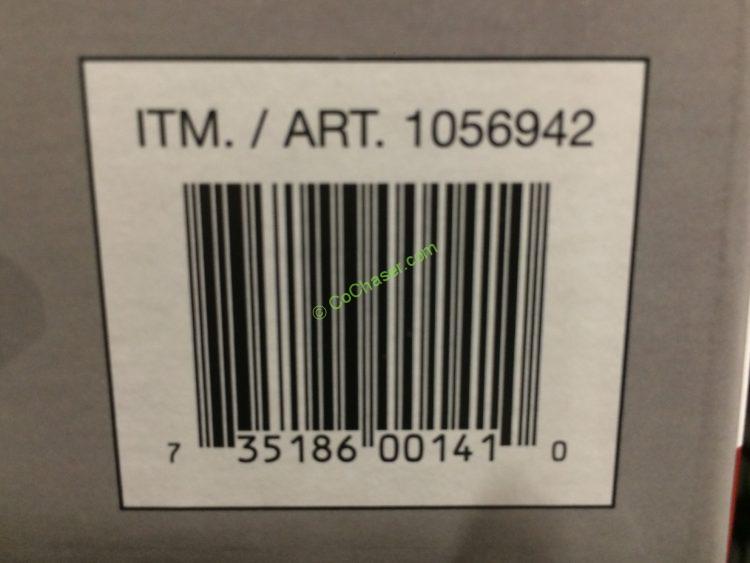 ITM. / ART. 1056942
© CoChaser.com
7 35186 00141 0